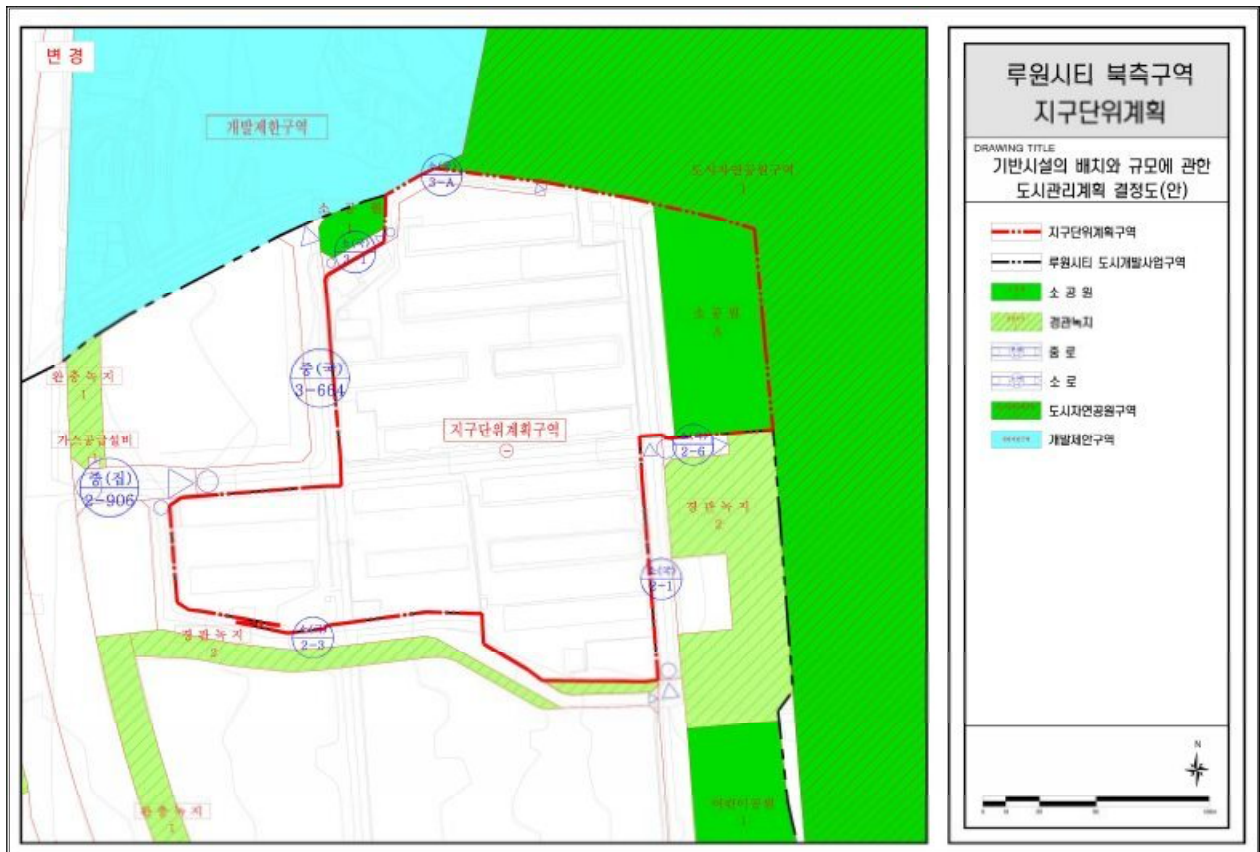 변 경
개발제한구역
도시자연공원구역
1
3-A
소 공 원
1
3-1
소공원
A
중(국)
3-664
완충녹지
1
가스공급설비
1
중(집)
2-906
지구단위계획구역
2-6
경관녹지
2
2-1
경관녹지
2
2-3
완충녹지
1
어린이공원
1
루원시티 북측구역
지구단위계획
DRAWING TITLE
기반시설의 배치와 규모에 관한
도시관리계획 결정도(안)
지구단위계획구역
루원시티 도시개발사업구역
소 공 원
경관녹지
중 로
소 로
도시자연공원구역
개발제한구역
N